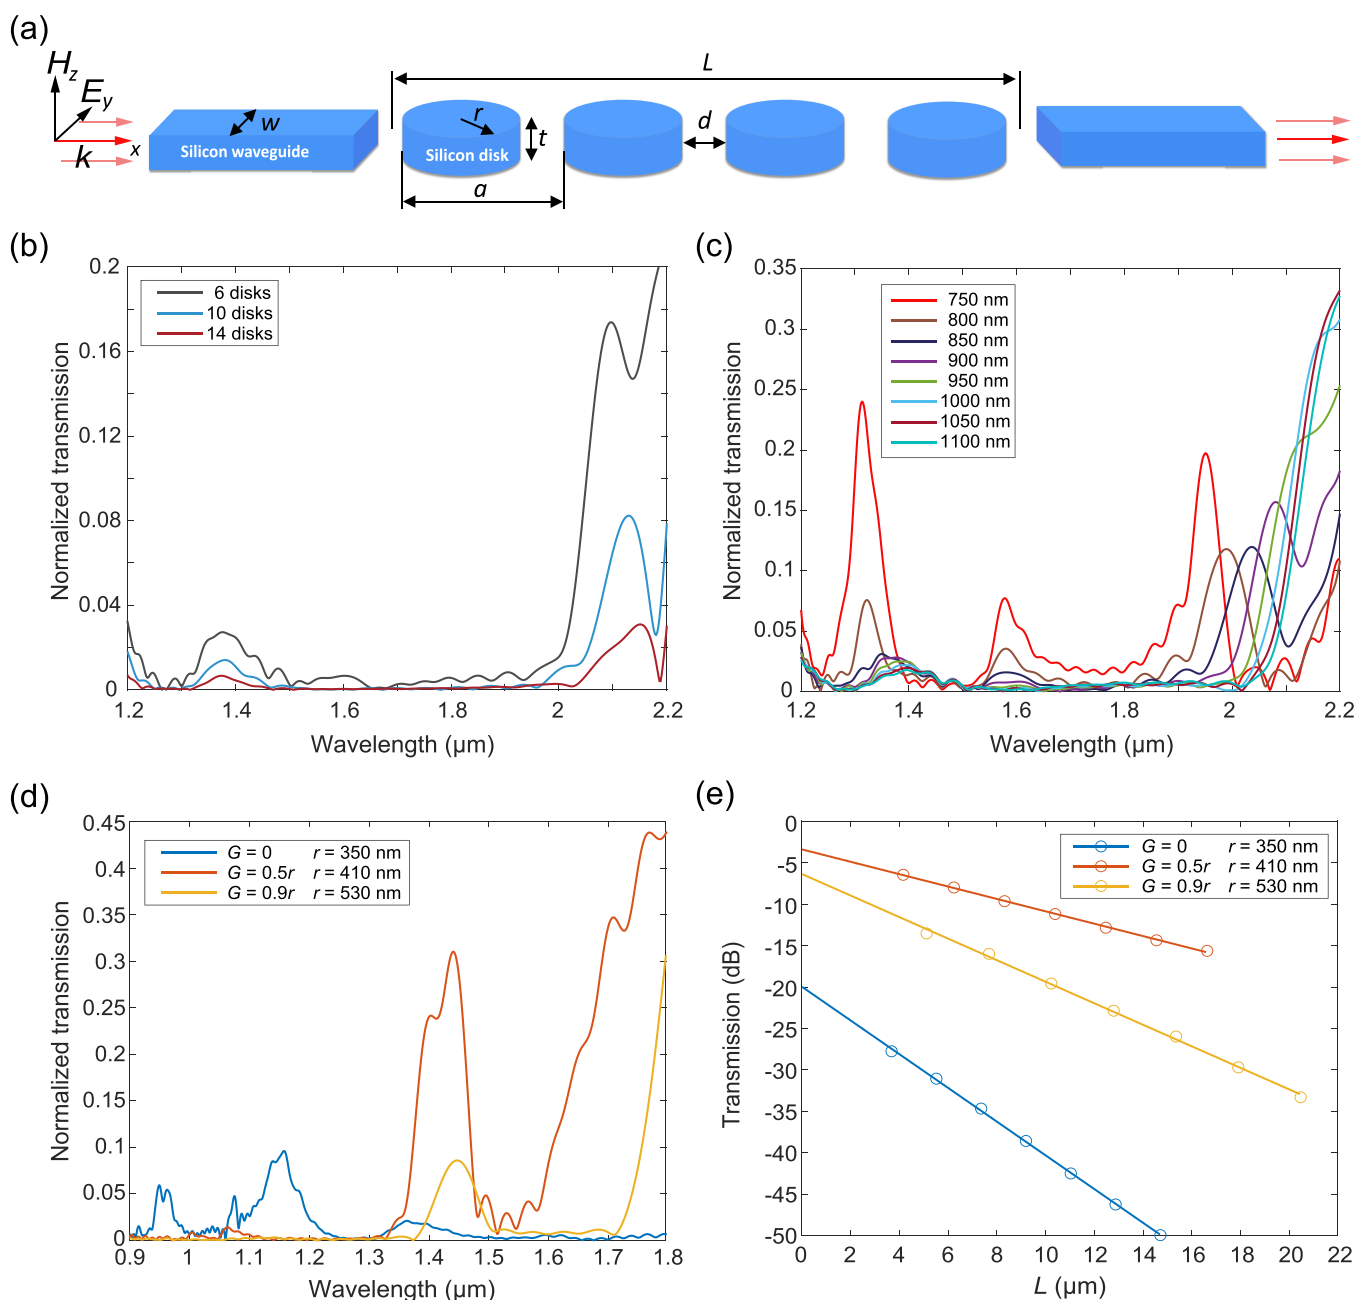 (a)
H_z
E_y
k
x
w
Silicon waveguide
L
r
t
Silicon disk
d
a
(b)
0.2
0.16
0.12
0.08
0.04
0
Normalized transmission
6 disks
10 disks
14 disks
1.2 1.4 1.6 1.8 2 2.2
Wavelength (µm)
(c)
0.35
0.3
0.25
0.2
0.15
0.1
0.05
0
Normalized transmission
750 nm
800 nm
850 nm
900 nm
950 nm
1000 nm
1050 nm
1100 nm
1.2 1.4 1.6 1.8 2 2.2
Wavelength (µm)
(d)
0.45
0.4
0.35
0.3
0.25
0.2
0.15
0.1
0.05
0
Normalized transmission
G = 0 r = 350 nm
G = 0.5r r = 410 nm
G = 0.9r r = 530 nm
0.9 1 1.1 1.2 1.3 1.4 1.5 1.6 1.7 1.8
Wavelength (µm)
(e)
0
-5
-10
-15
-20
-25
-30
-35
-40
-45
-50
Transmission (dB)
G = 0 r = 350 nm
G = 0.5r r = 410 nm
G = 0.9r r = 530 nm
0 2 4 6 8 10 12 14 16 18 20 22
L (µm)